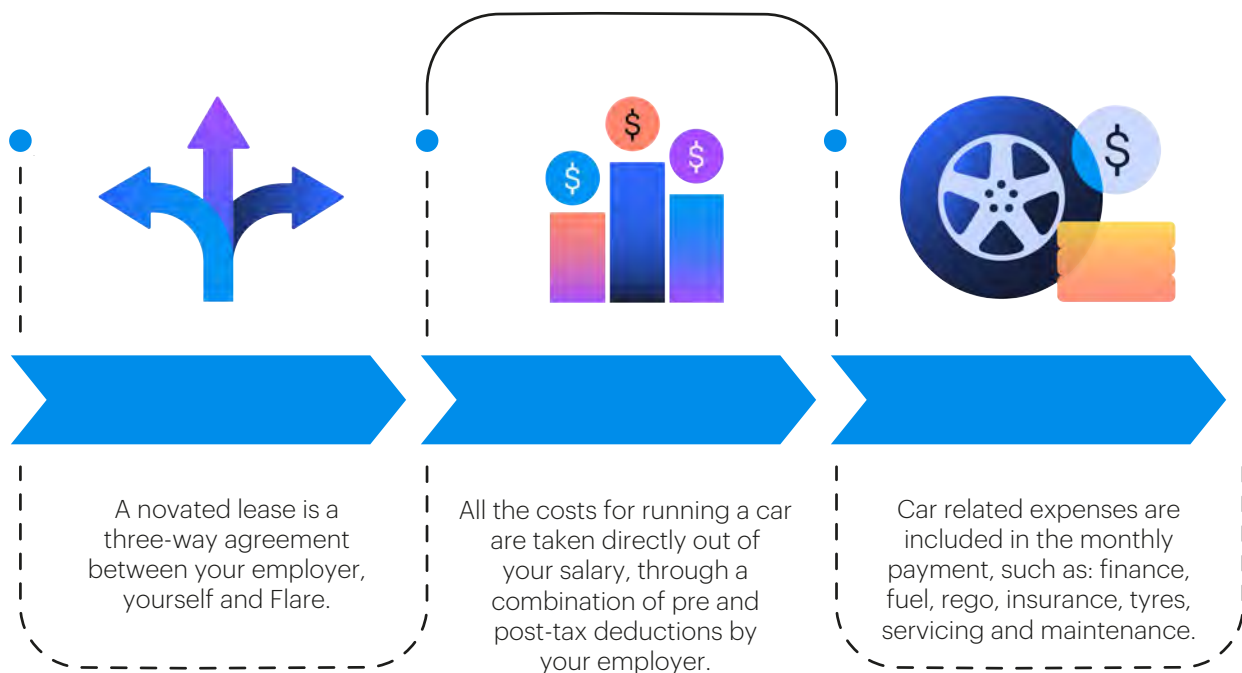 $
$
$
$
A novated lease is a
three-way agreement
between your employer,
yourself and Flare.
All the costs for running a car
are taken directly out of
your salary, through a
combination of pre and
post-tax deductions by
your employer.
Car related expenses are
included in the monthly
payment, such as: finance,
fuel, rego, insurance, tyres,
servicing and maintenance.